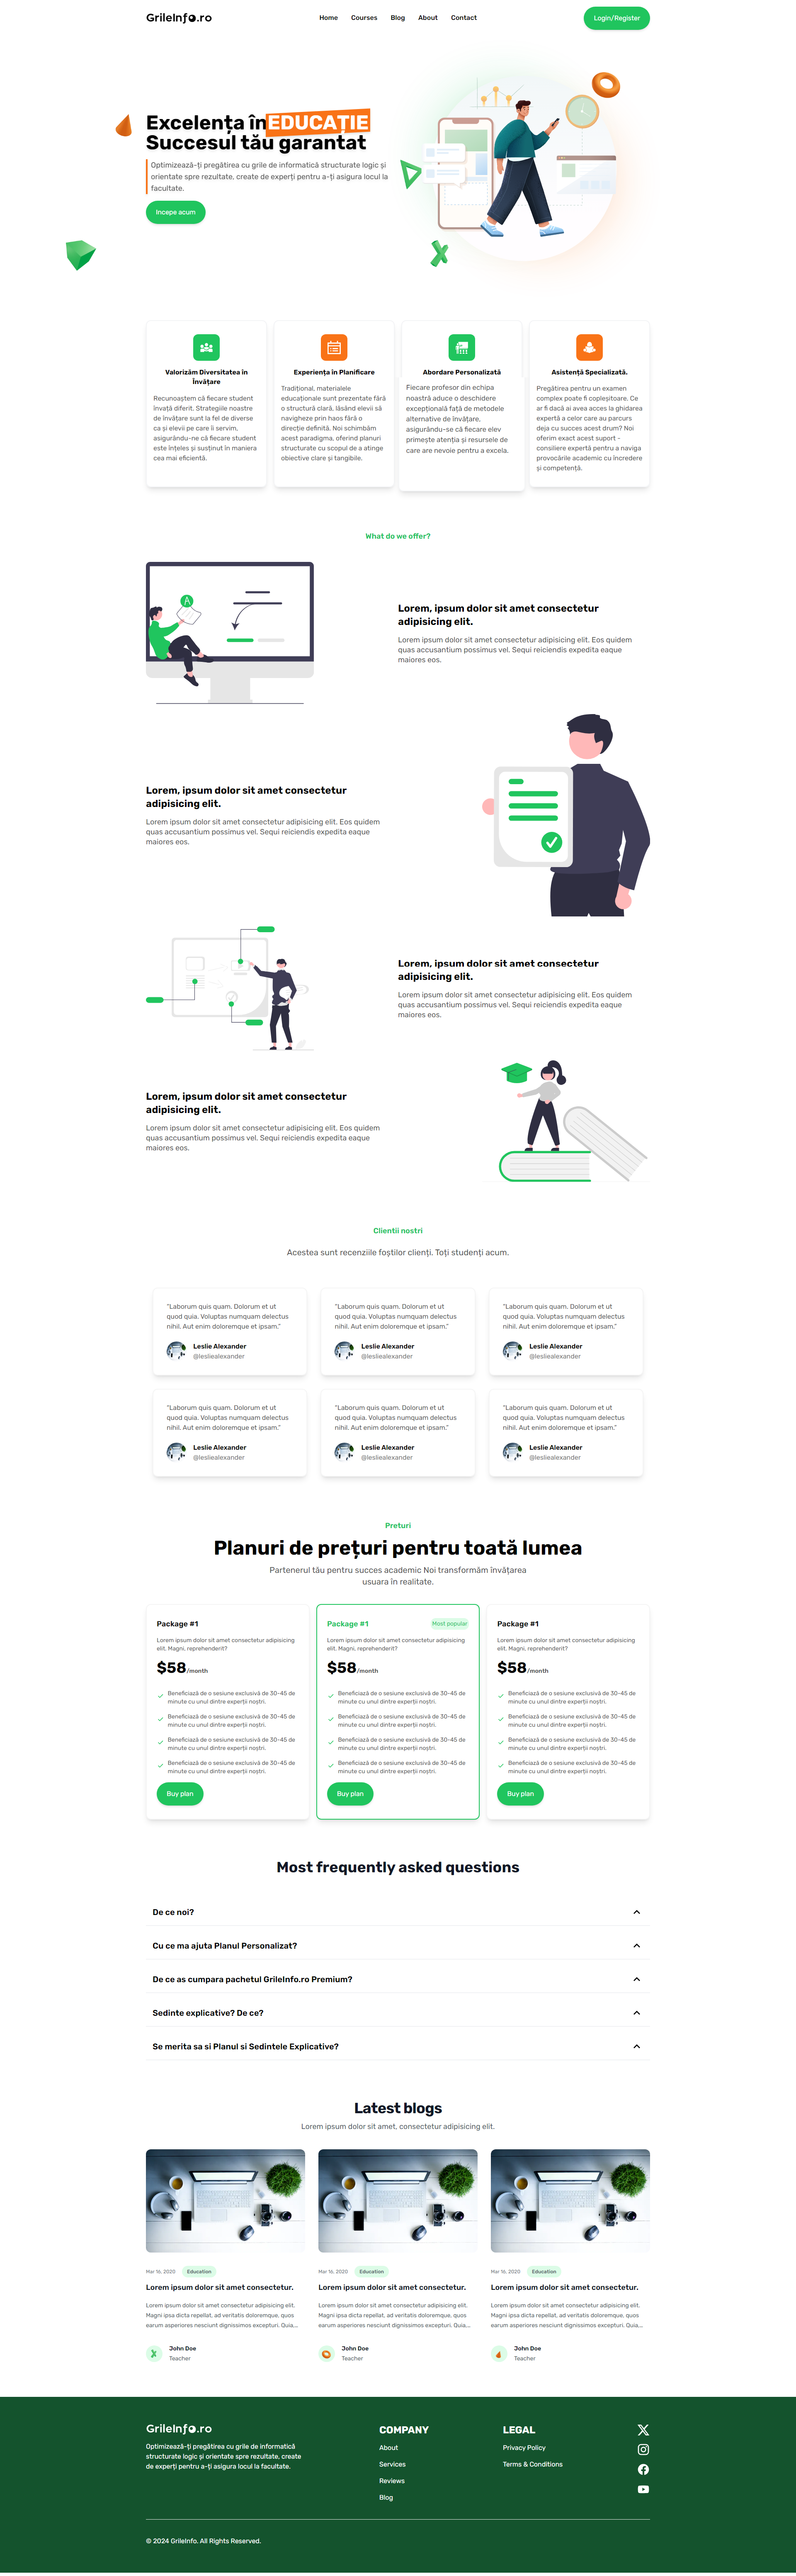 GrileInfo.ro
Home Courses Blog About Contact
Login/Register
Excelența în EDUCAȚIE
Succesul tău garantat
Optimizează-ți pregătirea cu grile de informatică structurate logic și
orientate spre rezultate, create de experți pentru a-ți asigura locul la
facultate.
Incepe acum
Valorizăm Diversitatea în
Învățare
Recunoaștem că fiecare student
învață diferit. Strategiile noastre
de învățare sunt la fel de diverse
ca și elevii pe care îi servim,
asigurându-ne că fiecare student
este înțeles și susținut în maniera
cea mai eficientă.
Experiența în Planificare
Tradițional, materialele
educaționale sunt prezentate fără
o structură clară, lăsând elevii să
navigheze prin haos fără o
direcție definită. Noi schimbăm
acest paradigma, oferind planuri
structurate cu scopul de a atinge
obiective clare și tangibile.
Abordare Personalizată
Fiecare profesor din echipa
noastră aduce o deschidere
excepțională față de metodele
alternative de învățare,
asigurându-se că fiecare elev
primește atenția și resursele de
care are nevoie pentru a excela.
Asistență Specializată.
Pregătirea pentru un examen
complex poate fi copleșitoare. Ce
ar fi dacă ai avea acces la ghidarea
expertă a celor care au parcurs
deja cu succes acest drum? Noi
oferim exact acest suport -
consiliere expertă pentru a naviga
provocările academic cu încredere
și competență.
What do we offer?
A
Lorem, ipsum dolor sit amet consectetur
adipisicing elit.
Lorem ipsum dolor sit amet consectetur adipisicing elit. Eos quidem
quas accusantium possimus vel. Sequi reiciendis expedita eaque
maiores eos.
Lorem, ipsum dolor sit amet consectetur
adipisicing elit.
Lorem ipsum dolor sit amet consectetur adipisicing elit. Eos quidem
quas accusantium possimus vel. Sequi reiciendis expedita eaque
maiores eos.
Lorem, ipsum dolor sit amet consectetur
adipisicing elit.
Lorem ipsum dolor sit amet consectetur adipisicing elit. Eos quidem
quas accusantium possimus vel. Sequi reiciendis expedita eaque
maiores eos.
Lorem, ipsum dolor sit amet consectetur
adipisicing elit.
Lorem ipsum dolor sit amet consectetur adipisicing elit. Eos quidem
quas accusantium possimus vel. Sequi reiciendis expedita eaque
maiores eos.
Clientii nostri
Acestea sunt recenziile foștilor clienți. Toți studenți acum.
"Laborum quis quam. Dolorum et ut
quod quia. Voluptas numquam delectus
nihil. Aut enim doloremque et ipsam."
Leslie Alexander
@lesliealexander
"Laborum quis quam. Dolorum et ut
quod quia. Voluptas numquam delectus
nihil. Aut enim doloremque et ipsam."
Leslie Alexander
@lesliealexander
"Laborum quis quam. Dolorum et ut
quod quia. Voluptas numquam delectus
nihil. Aut enim doloremque et ipsam."
Leslie Alexander
@lesliealexander
"Laborum quis quam. Dolorum et ut
quod quia. Voluptas numquam delectus
nihil. Aut enim doloremque et ipsam."
Leslie Alexander
@lesliealexander
"Laborum quis quam. Dolorum et ut
quod quia. Voluptas numquam delectus
nihil. Aut enim doloremque et ipsam."
Leslie Alexander
@lesliealexander
"Laborum quis quam. Dolorum et ut
quod quia. Voluptas numquam delectus
nihil. Aut enim doloremque et ipsam."
Leslie Alexander
@lesliealexander
Preturi
Planuri de prețuri pentru toată lumea
Partenerul tău pentru succes academic Noi transformăm învățarea
usuara în realitate.
Package #1
Lorem ipsum dolor sit amet consectetur adipisicing
elit. Magni, reprehenderit?
$58/month
Beneficiază de o sesiune exclusivă de 30-45 de
minute cu unul dintre experții noștri.
Beneficiază de o sesiune exclusivă de 30-45 de
minute cu unul dintre experții noștri.
Beneficiază de o sesiune exclusivă de 30-45 de
minute cu unul dintre experții noștri.
Beneficiază de o sesiune exclusivă de 30-45 de
minute cu unul dintre experții noștri.
Buy plan
Package #1
Most popular
Lorem ipsum dolor sit amet consectetur adipisicing
elit. Magni, reprehenderit?
$58/month
Beneficiază de o sesiune exclusivă de 30-45 de
minute cu unul dintre experții noștri.
Beneficiază de o sesiune exclusivă de 30-45 de
minute cu unul dintre experții noștri.
Beneficiază de o sesiune exclusivă de 30-45 de
minute cu unul dintre experții noștri.
Beneficiază de o sesiune exclusivă de 30-45 de
minute cu unul dintre experții noștri.
Buy plan
Package #1
Lorem ipsum dolor sit amet consectetur adipisicing
elit. Magni, reprehenderit?
$58/month
Beneficiază de o sesiune exclusivă de 30-45 de
minute cu unul dintre experții noștri.
Beneficiază de o sesiune exclusivă de 30-45 de
minute cu unul dintre experții noștri.
Beneficiază de o sesiune exclusivă de 30-45 de
minute cu unul dintre experții noștri.
Beneficiază de o sesiune exclusivă de 30-45 de
minute cu unul dintre experții noștri.
Buy plan
Most frequently asked questions
De ce noi?
Cu ce ma ajuta Planul Personalizat?
De ce as cumpara pachetul GrileInfo.ro Premium?
Sedinte explicative? De ce?
Se merita sa si Planul si Sedintele Explicative?
Latest blogs
Lorem ipsum dolor sit amet, consectetur adipisicing elit.
Mar 16, 2020 Education
Lorem ipsum dolor sit amet consectetur.
Lorem ipsum dolor sit amet consectetur adipisicing elit.
Magni ipsa dicta repellat, ad veritatis doloremque, quos
earum asperiores nesciunt dignissimos excepturi. Quia,...
John Doe
Teacher
Mar 16, 2020 Education
Lorem ipsum dolor sit amet consectetur.
Lorem ipsum dolor sit amet consectetur adipisicing elit.
Magni ipsa dicta repellat, ad veritatis doloremque, quos
earum asperiores nesciunt dignissimos excepturi. Quia,...
John Doe
Teacher
Mar 16, 2020 Education
Lorem ipsum dolor sit amet consectetur.
Lorem ipsum dolor sit amet consectetur adipisicing elit.
Magni ipsa dicta repellat, ad veritatis doloremque, quos
earum asperiores nesciunt dignissimos excepturi. Quia,...
John Doe
Teacher
GrileInfo.ro
Optimizează-ți pregătirea cu grile de informatică
structurate logic și orientate spre rezultate, create
de experți pentru a-ți asigura locul la facultate.
COMPANY
About
Services
Reviews
Blog
LEGAL
Privacy Policy
Terms & Conditions
© 2024 GrileInfo. All Rights Reserved.